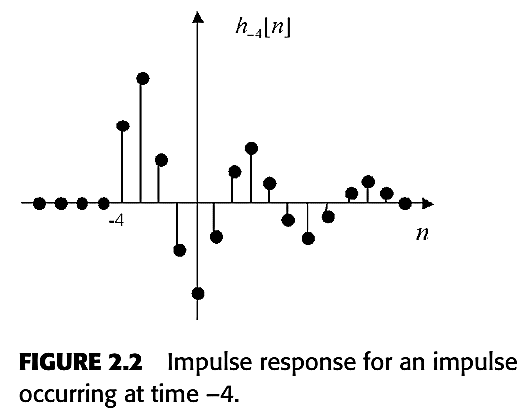 h₋₄[n]
-4
n
FIGURE 2.2 Impulse response for an impulse
occurring at time –4.